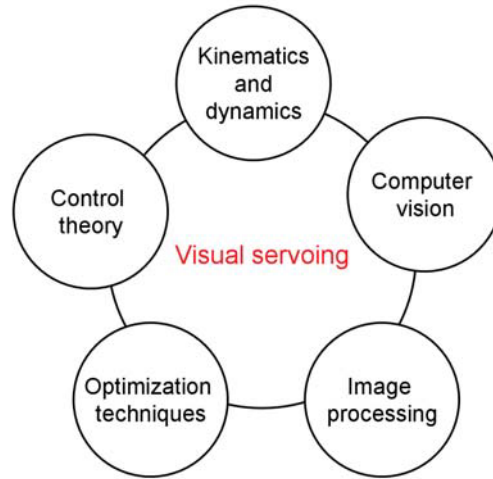 Kinematics
and
dynamics
Computer
vision
Control
theory
Visual servoing
Optimization
techniques
Image
processing